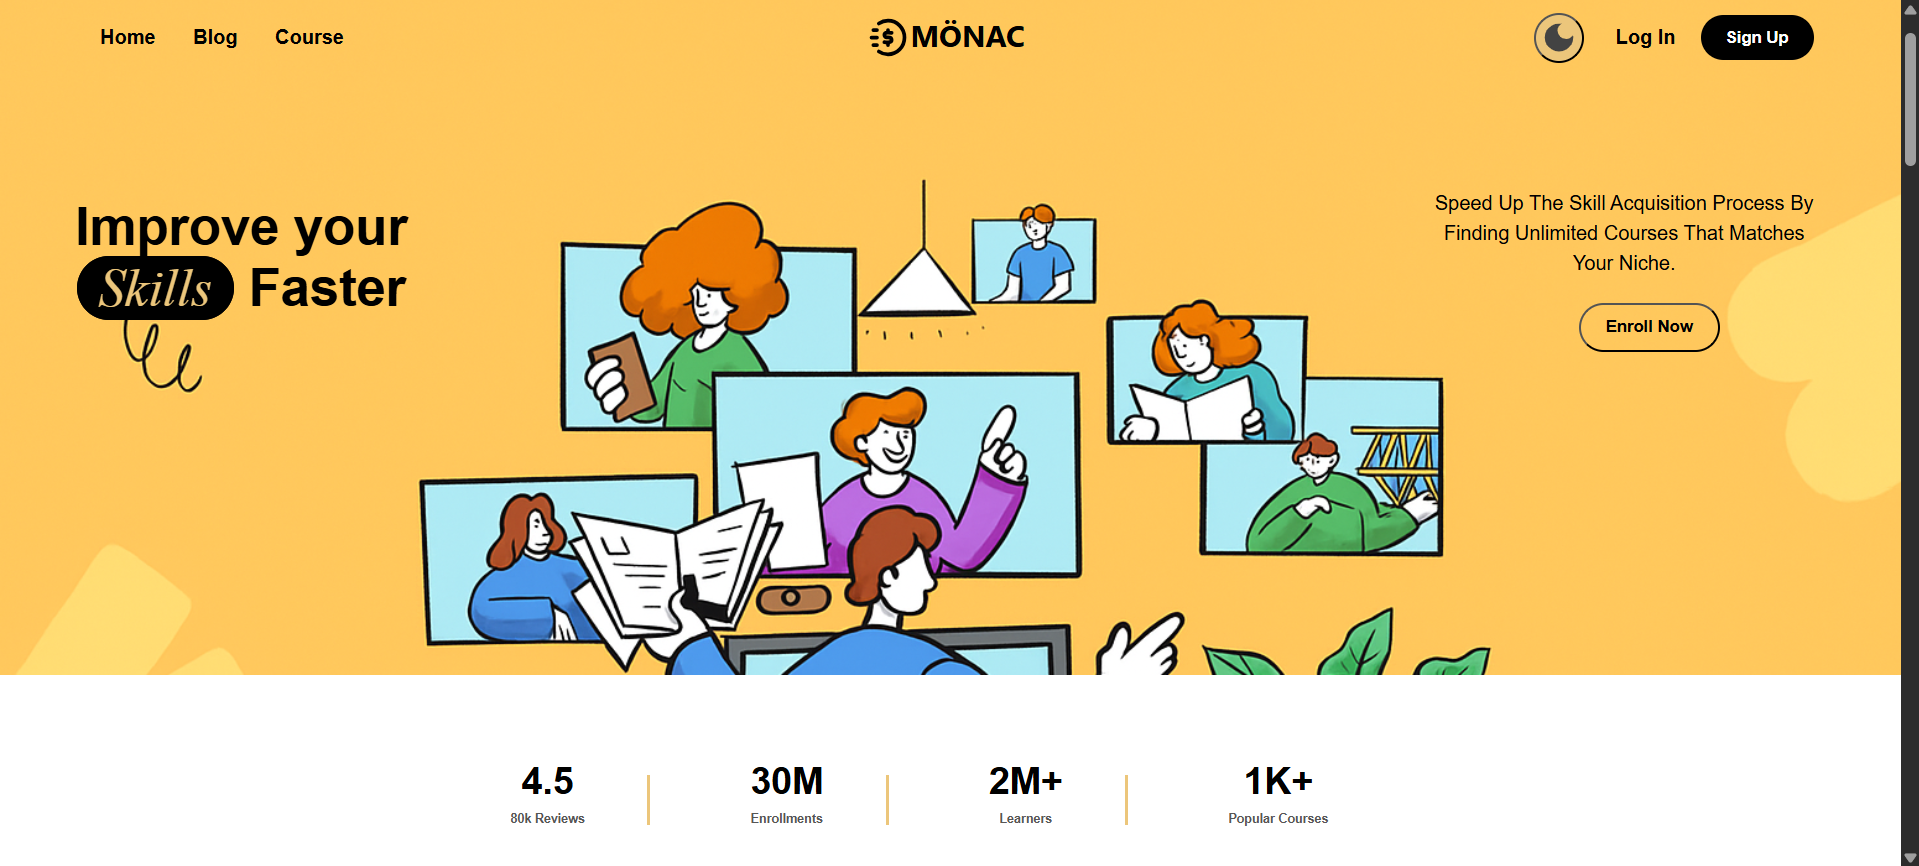 Home Blog Course
MÖNAC
Log In Sign Up
Improve your
Skills Faster
Speed Up The Skill Acquisition Process By
Finding Unlimited Courses That Matches
Your Niche.
Enroll Now
4.5
80k Reviews
30M
Enrollments
2M+
Learners
1K+
Popular Courses